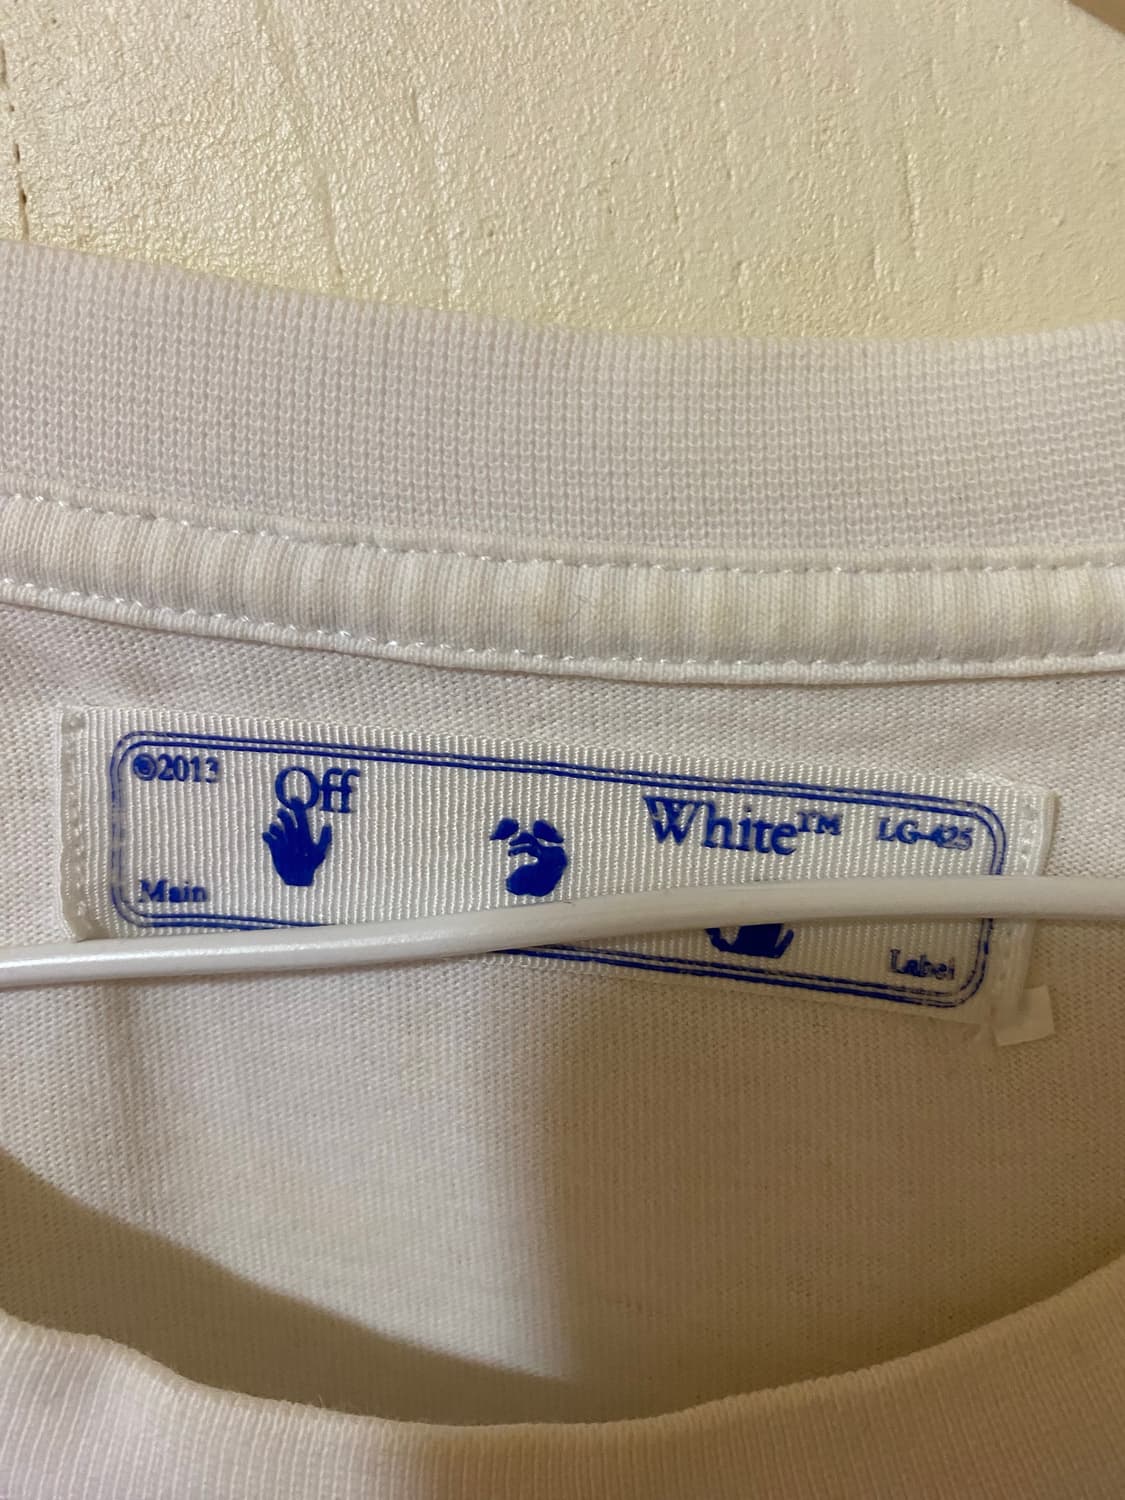 ©2013 Off White™ LG-425
Main Label